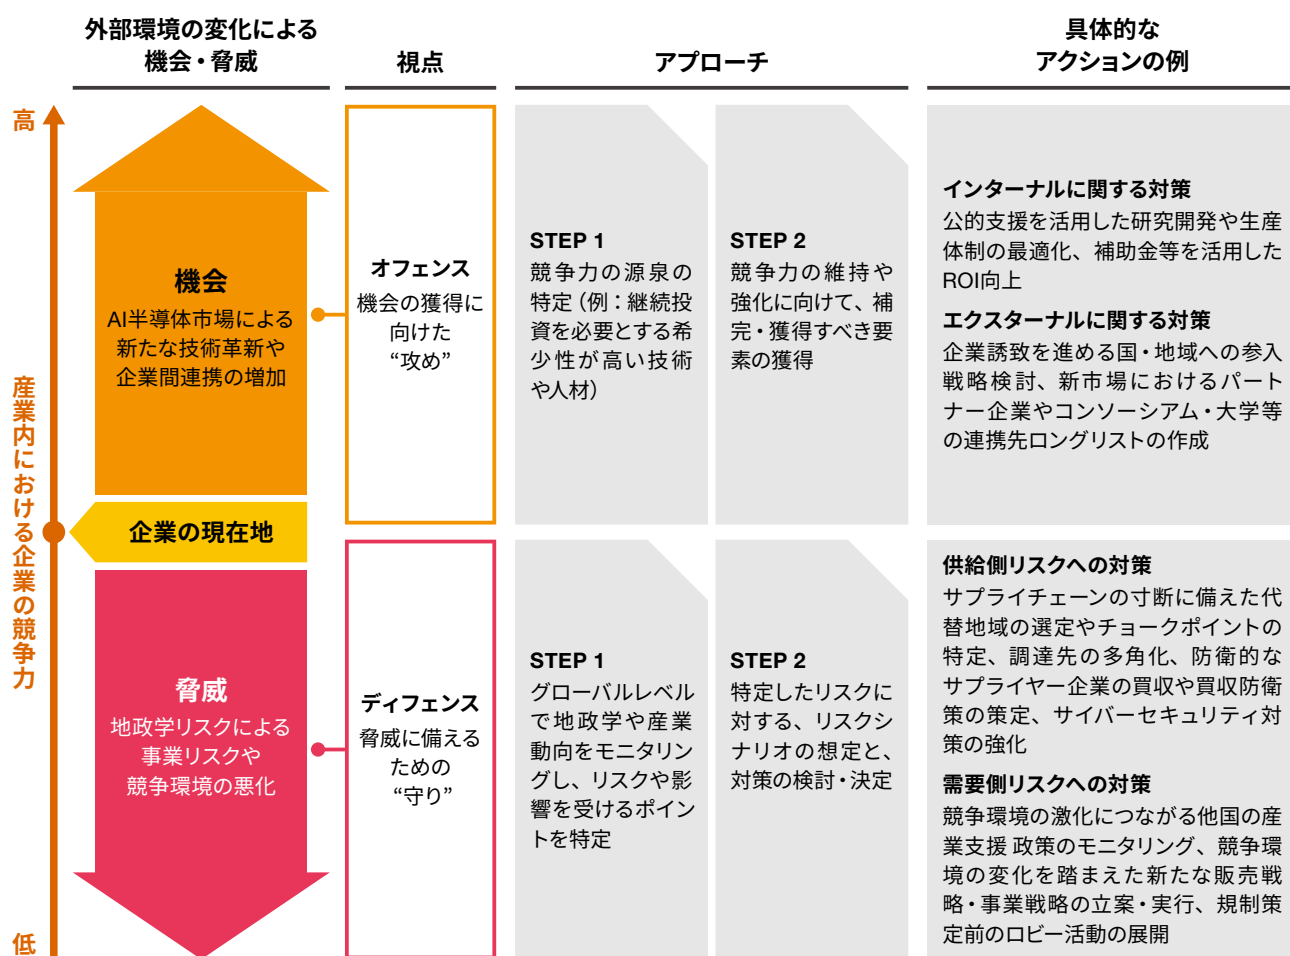 外部環境の変化による
機会・脅威
視点
アプローチ
具体的な
アクションの例
高
産業内における企業の競争力
低
機会
AI半導体市場による
新たな技術革新や
企業間連携の増加
オフェンス
機会の獲得に
向けた
“攻め”
STEP 1
競争力の源泉の
特定（例：継続投
資を必要とする希
少性が高い技術
や人材）
STEP 2
競争力の維持や
強化に向けて、補
完・獲得すべき要
素の獲得
インターナルに関する対策
公的支援を活用した研究開発や生産
体制の最適化、補助金等を活用した
ROI向上
エクスターナルに関する対策
企業誘致を進める国・地域への参入
戦略検討、新市場におけるパート
ナー企業やコンソーシアム・大学等
の連携先ロングリストの作成
企業の現在地
脅威
地政学リスクによる
事業リスクや
競争環境の悪化
ディフェンス
脅威に備える
ための
“守り”
STEP 1
グローバルレベル
で地政学や産業
動向をモニタリン
グし、リスクや影
響を受けるポイン
トを特定
STEP 2
特定したリスクに
対する、リスクシ
ナリオの想定と、
対策の検討・決定
供給側リスクへの対策
サプライチェーンの寸断に備えた代
替地域の選定やチョークポイントの
特定、調達先の多角化、防衛的な
サプライヤー企業の買収や買収防衛
策の策定、サイバーセキュリティ対
策の強化
需要側リスクへの対策
競争環境の激化につながる他国の産
業支援 政策のモニタリング、競争環
境の変化を踏まえた新たな販売戦
略・事業戦略の立案・実行、規制策
定前のロビー活動の展開